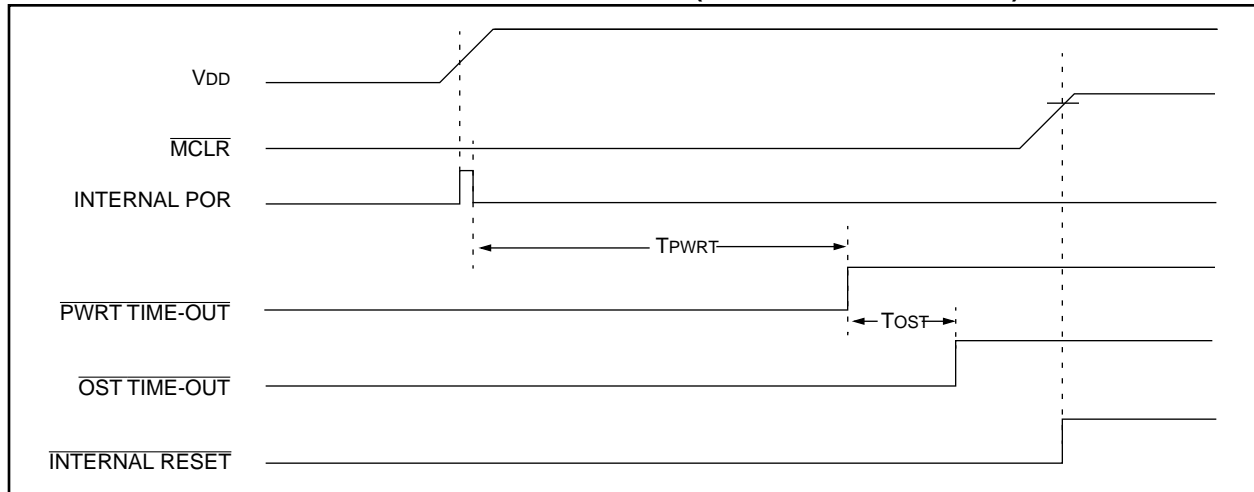 VDD
MCLR
INTERNAL POR
TPWRT
PWRT TIME-OUT
TOST
OST TIME-OUT
INTERNAL RESET